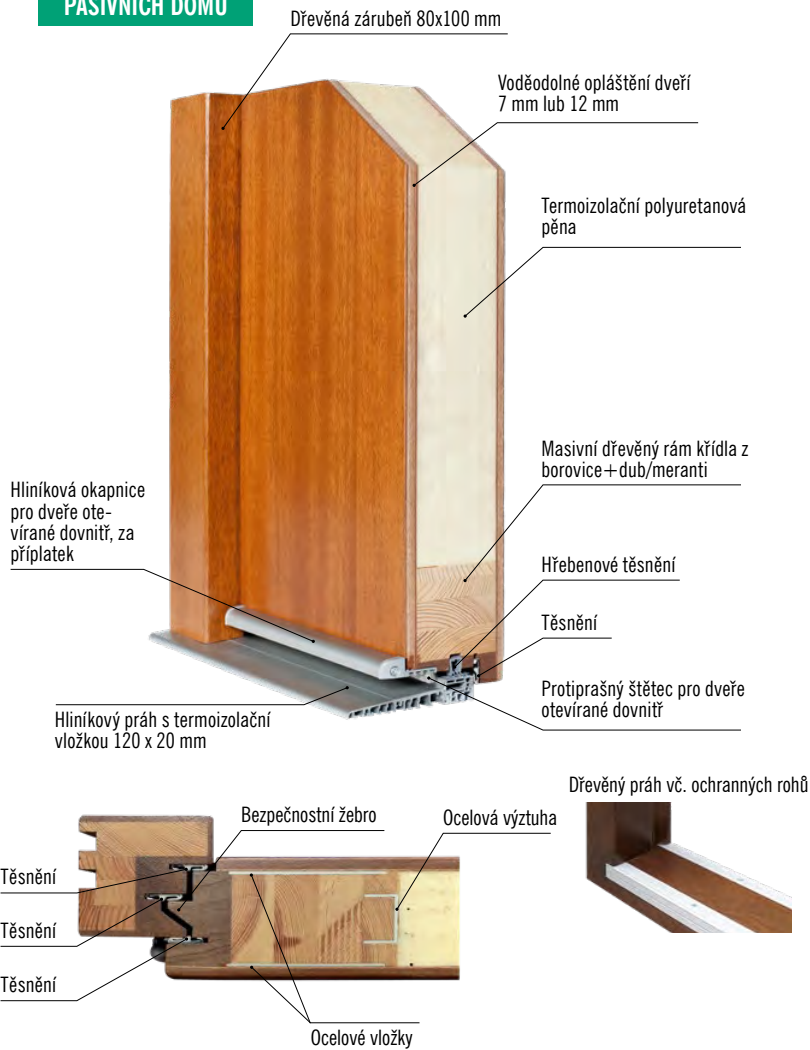 PASIVNÍCH DOMŮ
Dřevěná zárubeň 80x100 mm
Voděodolné opláštění dveří
7 mm lub 12 mm
Termoizolační polyuretanová
pěna
Masivní dřevěný rám křídla z
borovice+dub/meranti
Hliníková okapnice
pro dveře ote-
vírané dovnitř, za
příplatek
Hřebenové těsnění
Těsnění
Protiprašný štětec pro dveře
otevírané dovnitř
Hliníkový práh s termoizolační
vložkou 120 x 20 mm
Dřevěný práh vč. ochranných rohů
Bezpečnostní žebro
Ocelová výztuha
Těsnění
Těsnění
Těsnění
Ocelové vložky